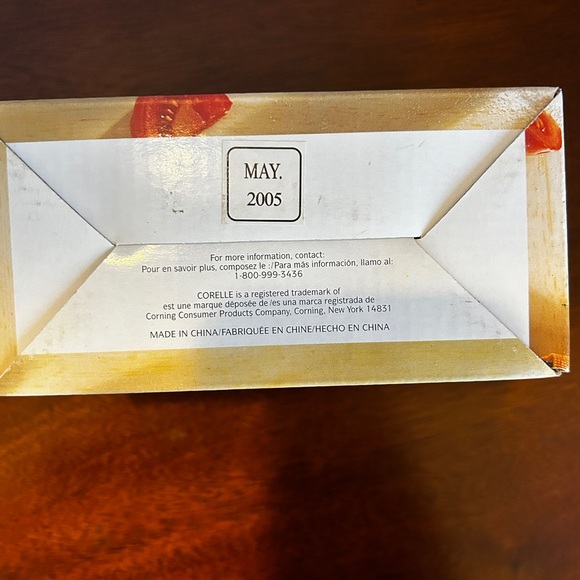 MAY.
2005
For more information, contact:
Pour en savoir plus, composez le :/Para más información, llamo al:
1-800-999-3436
CORELLE is a registered trademark of
est une marque déposée de/es una marca registrada de
Corning Consumer Products Company, Corning, New York 14831
MADE IN CHINA/FABRIQUÉE EN CHINE/HECHO EN CHINA